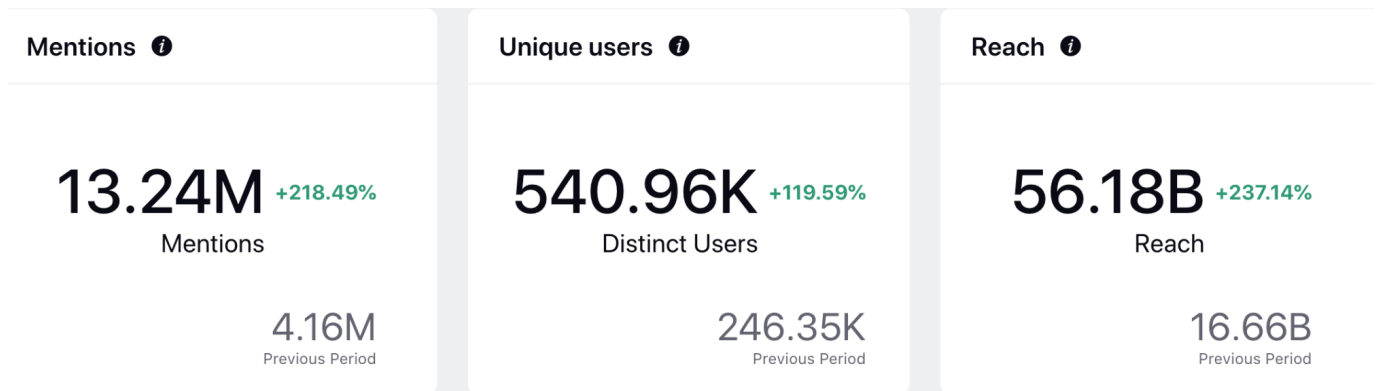 Mentions
13.24M +218.49%
Mentions
4.16M
Previous Period
Unique users
540.96K +119.59%
Distinct Users
246.35K
Previous Period
Reach
56.18B +237.14%
Reach
16.66B
Previous Period